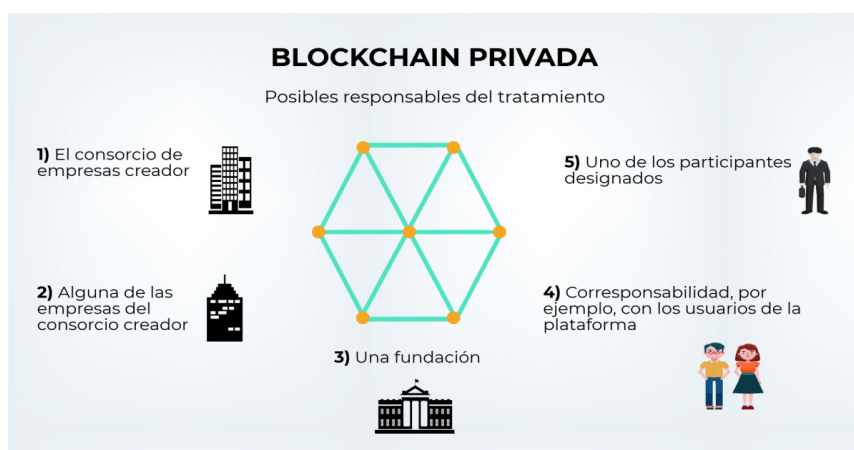 BLOCKCHAIN PRIVADA
Posibles responsables del tratamiento
1) El consorcio de
empresas creador
2) Alguna de las
empresas del
consorcio creador
3) Una fundación
4) Corresponsabilidad, por
ejemplo, con los usuarios de la
plataforma
5) Uno de los participantes
designados